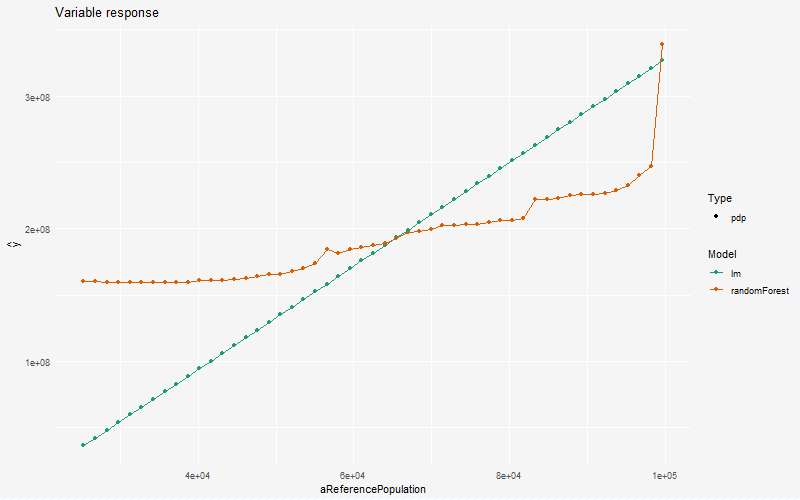 Variable response
3e+08
2e+08
1e+08
ŷ
4e+04
6e+04
8e+04
1e+05
aReferencePopulation
Type
pdp
Model
lm
randomForest